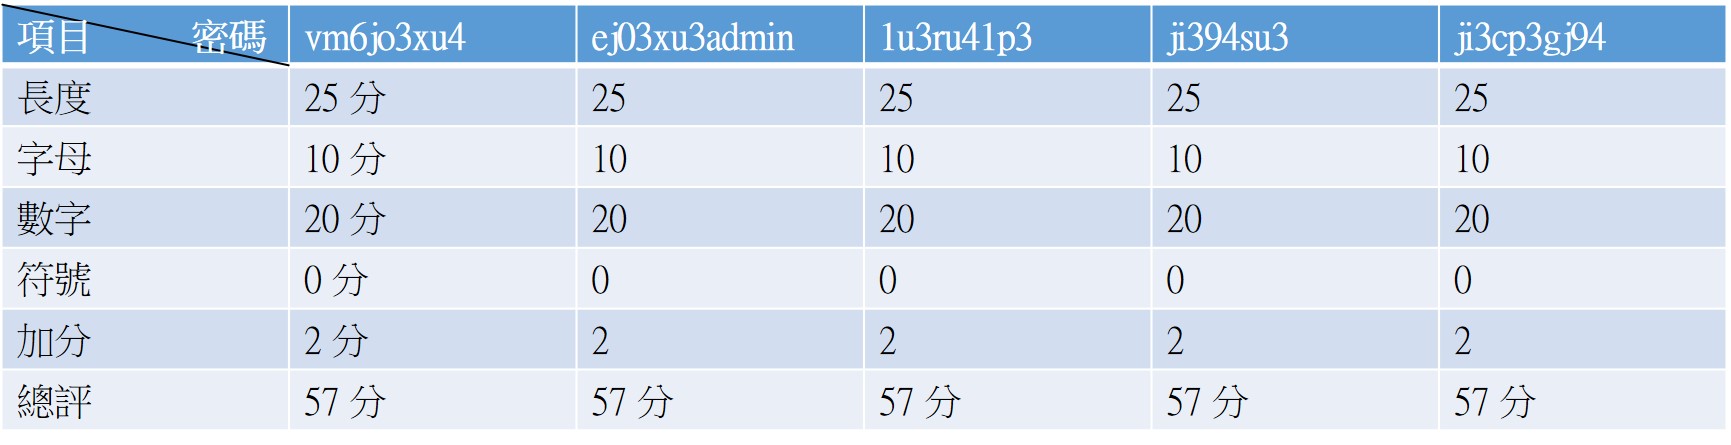 項目 密碼 vm6jo3xu4 ej03xu3admin 1u3ru41p3 ji394su3 ji3cp3gj94
長度 25 分 25 25 25 25
字母 10 分 10 10 10 10
數字 20 分 20 20 20 20
符號 0 分 0 0 0 0
加分 2 分 2 2 2 2
總評 57 分 57 分 57 分 57 分 57 分